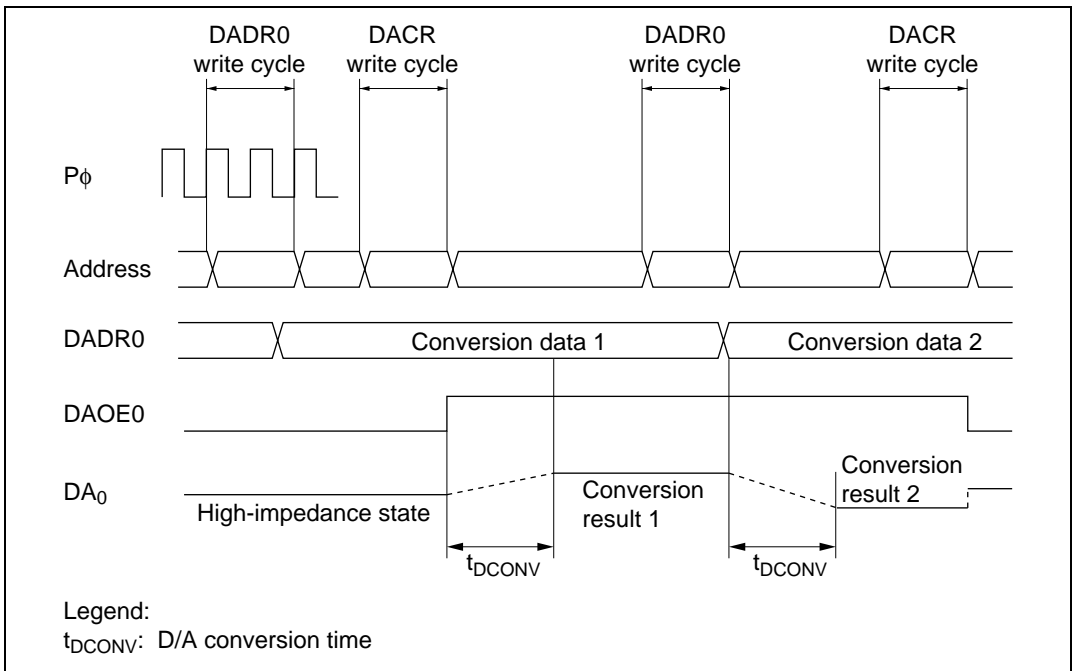 DADR0
write cycle
DACR
write cycle
DADR0
write cycle
DACR
write cycle
Pϕ
Address
DADR0
Conversion data 1
Conversion data 2
DAOE0
DA0
High-impedance state
Conversion
result 1
Conversion
result 2
tDCONV
tDCONV
Legend:
tDCONV: D/A conversion time